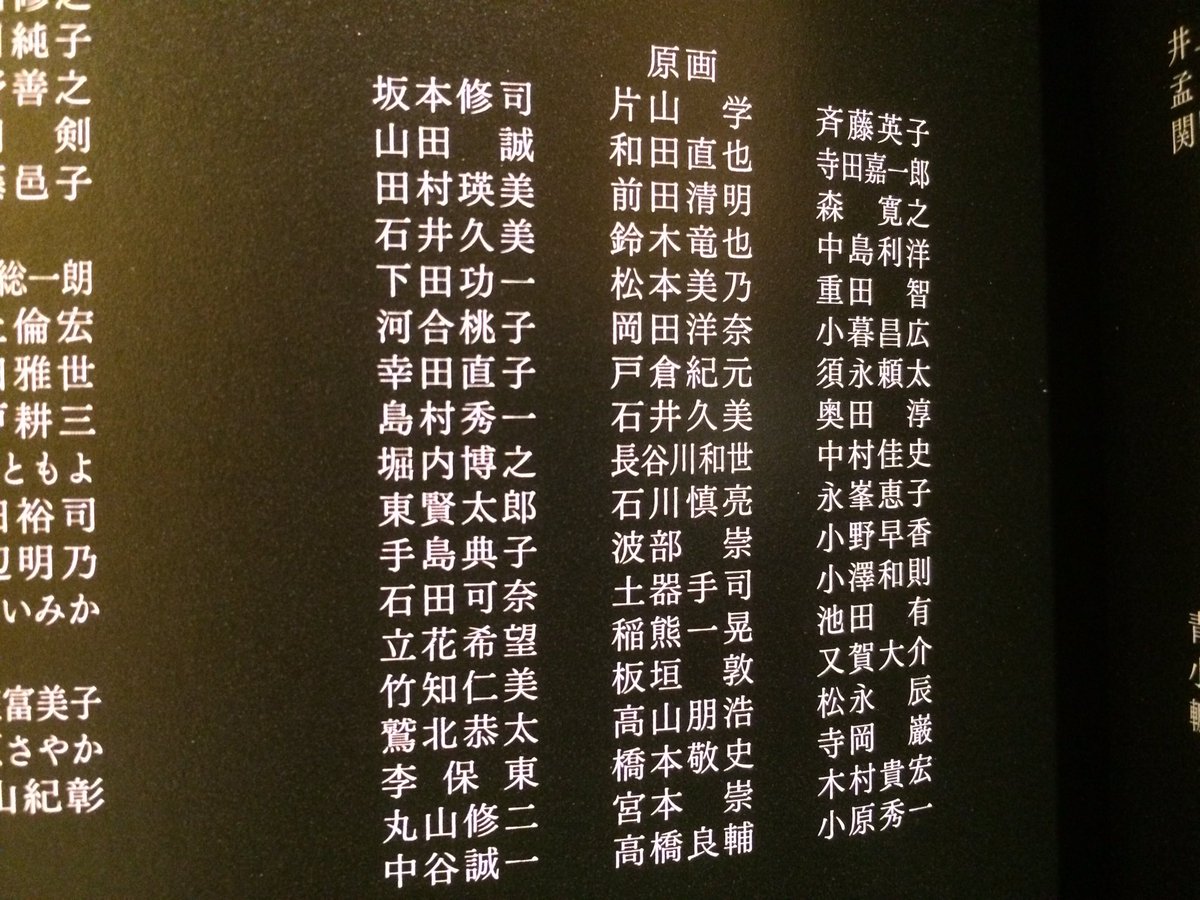 純子
善之
剣
邑子
総一朗
倫宏
雅世
耕三
ともよ
裕司
明乃
いみか
富美子
さやか
山紀彰
坂本修司
山田 誠
田村瑛美
石井久美
下田功一
河合桃子
幸田直子
島村秀一
堀内博之
東賢太郎
手島典子
石田可奈
立花希望
竹知仁美
鷲北恭太
李 保東
丸山修二
中谷誠一
原画
片山 学
和田直也
前田清明
鈴木竜也
松本美乃
岡田洋奈
戸倉紀元
石井久美
長谷川和世
石川慎亮
波部 崇
土器手司
稲熊一晃
板垣 敦
高山朋浩
橋本敬史
宮本 崇
高橋良輔
斉藤英子
寺田嘉一郎
森 寛之
中島利洋
重田 智
小暮昌広
須永頼太
奥田 淳
中村佳史
永峯恵子
小野早香
小澤和則
池田 有
又賀大介
松永 辰
寺岡 巌
木村貴宏
小原秀一
井
孟
関